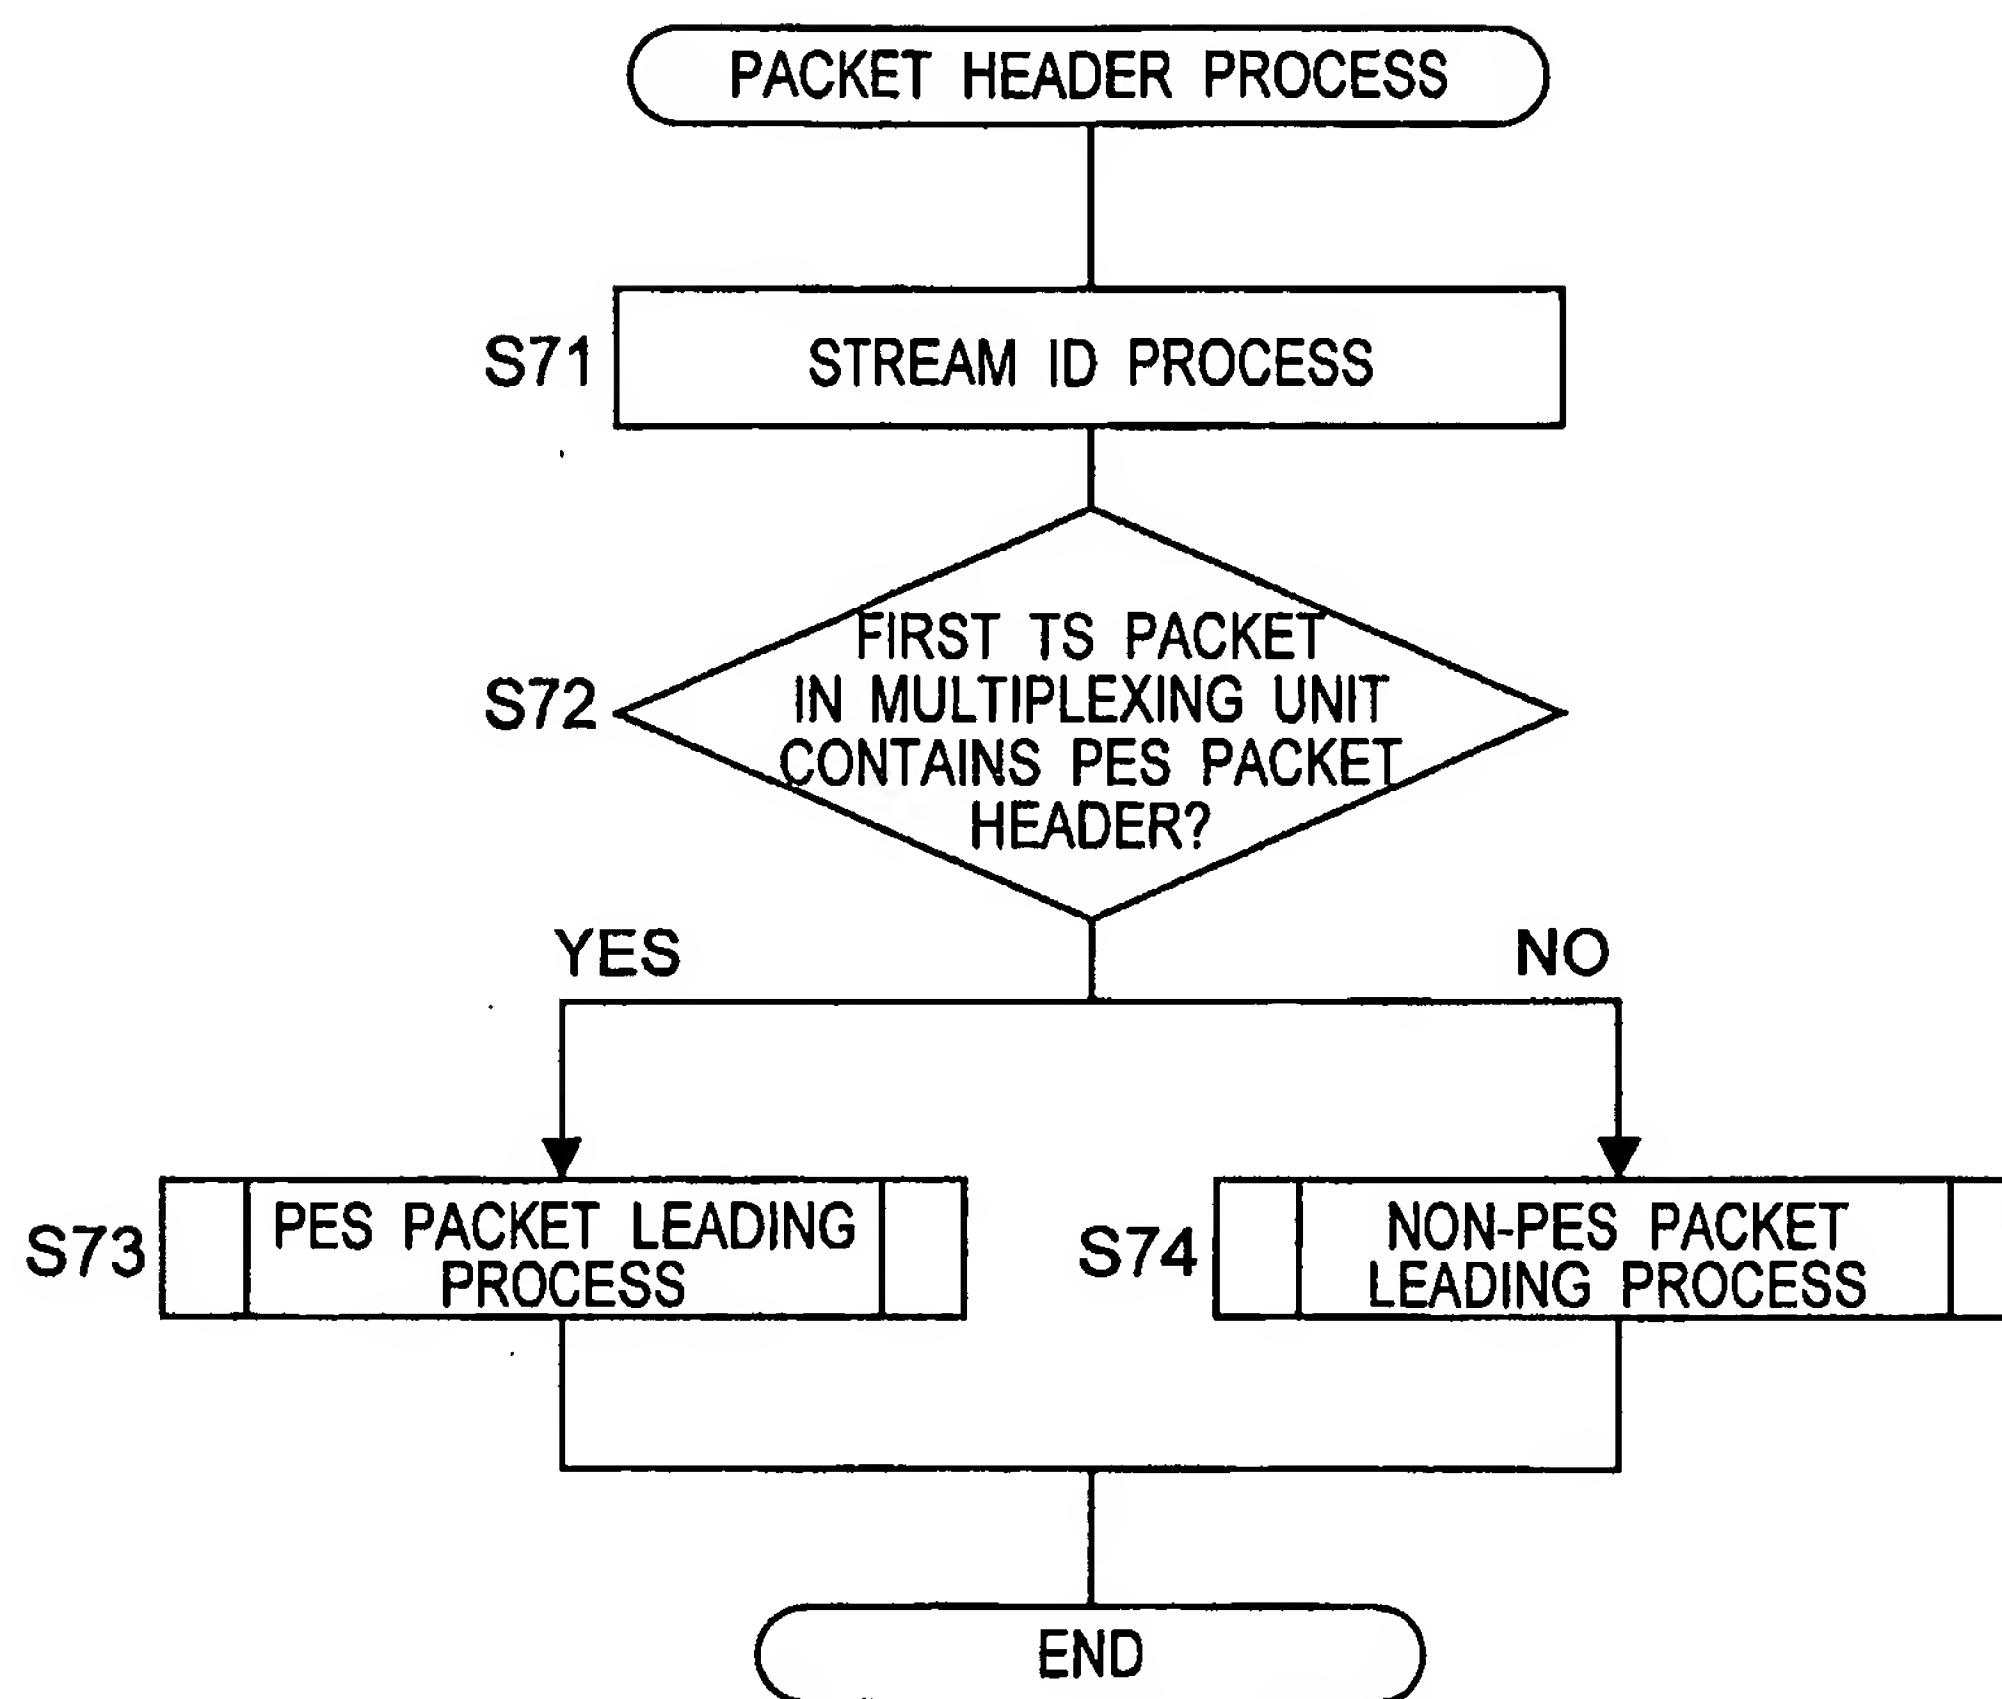 PACKET HEADER PROCESS
S71
STREAM ID PROCESS
S72
FIRST TS PACKET
IN MULTIPLEXING UNIT
CONTAINS PES PACKET
HEADER?
YES
NO
S73
PES PACKET LEADING
PROCESS
S74
NON-PES PACKET
LEADING PROCESS
END